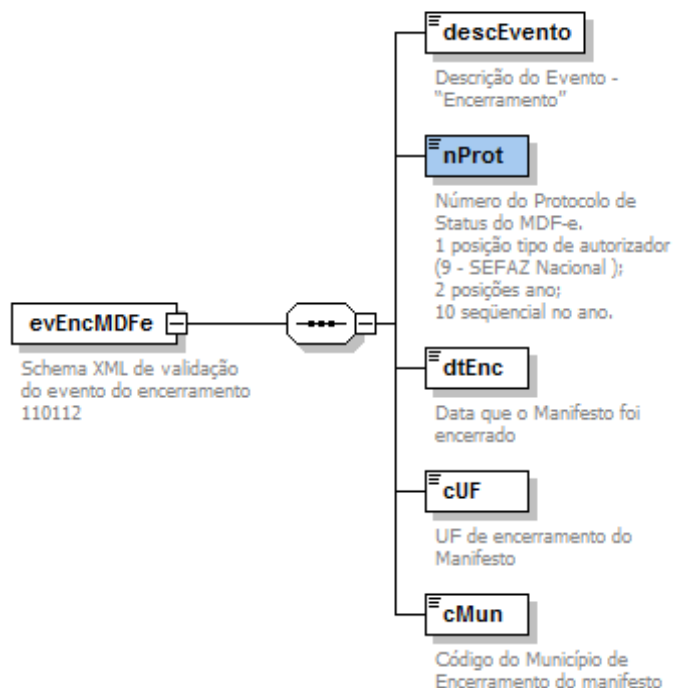 descEvento
Descrição do Evento -
"Encerramento"
nProt
Número do Protocolo de
Status do MDF-e.
1 posição tipo de autorizador
(9 - SEFAZ Nacional );
2 posições ano;
10 seqüencial no ano.
evEncMDFe
Schema XML de validação
do evento do encerramento
110112
dtEnc
Data que o Manifesto foi
encerrado
cUF
UF de encerramento do
Manifesto
cMun
Código do Município de
Encerramento do manifesto